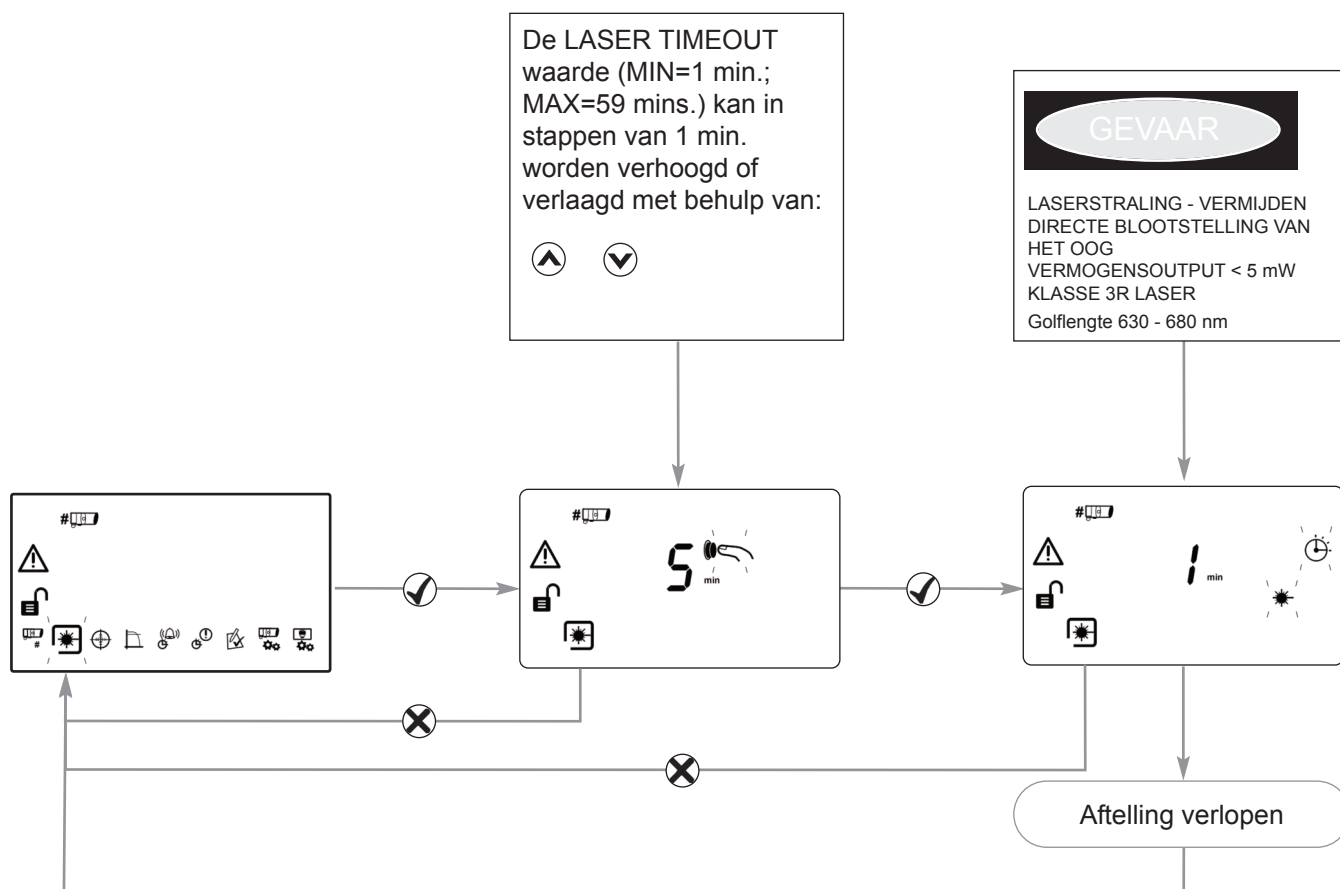 De LASER TIMEOUT
waarde (MIN=1 min.;
MAX=59 mins.) kan in
stappen van 1 min.
worden verhoogd of
verlaagd met behulp van:
GEVAAR
LASERSTRALING - VERMIJDEN
DIRECTE BLOOTSTELLING VAN
HET OOG
VERMOGENSOUTPUT < 5 mW
KLASSE 3R LASER
Golflengte 630 - 680 nm
#
#
#
5 min
1 min
#
Aftelling verlopen